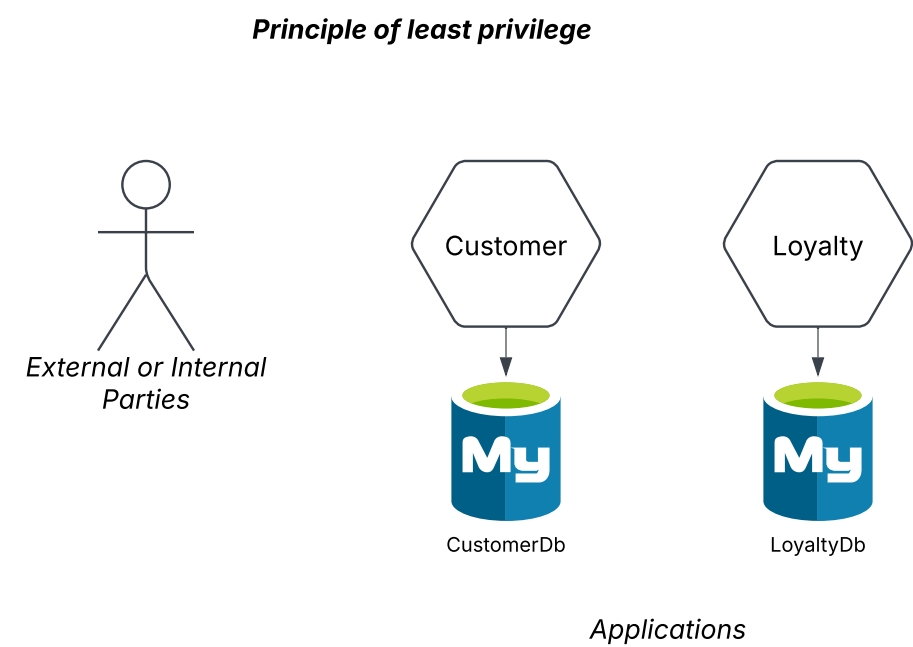 Principle of least privilege
External or Internal
Parties
Customer
Loyalty
My
My
CustomerDb
LoyaltyDb
Applications